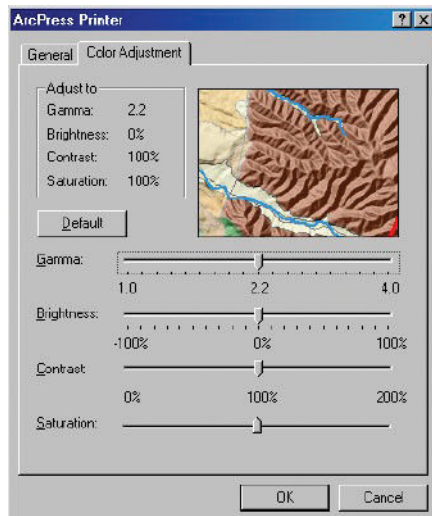 ArcPress Printer
General
Color Adjustment
Adjust to
Gamma: 2.2
Brightness: 0%
Contrast: 100%
Saturation: 100%
Default
Gamma:
1.0 2.2 4.0
Brightness:
-100% 0% 100%
Contrast
0% 100% 200%
Saturation:
OK Cancel